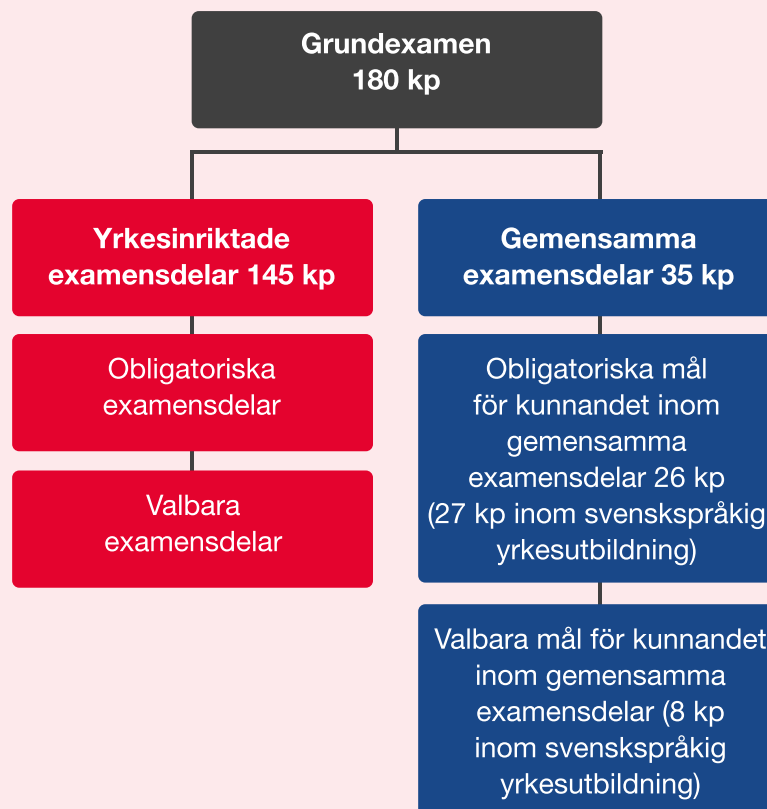 Grundexamen
180 kp
Yrkesinriktade
examensdelar 145 kp
Obligatoriska
examensdelar
Valbara
examensdelar
Gemensamma
examensdelar 35 kp
Obligatoriska mål
för kunnandet inom
gemensamma
examensdelar 26 kp
(27 kp inom svenskspråkig
yrkesutbildning)
Valbara mål för kunnandet
inom gemensamma
examensdelar (8 kp
inom svenskspråkig
yrkesutbildning)